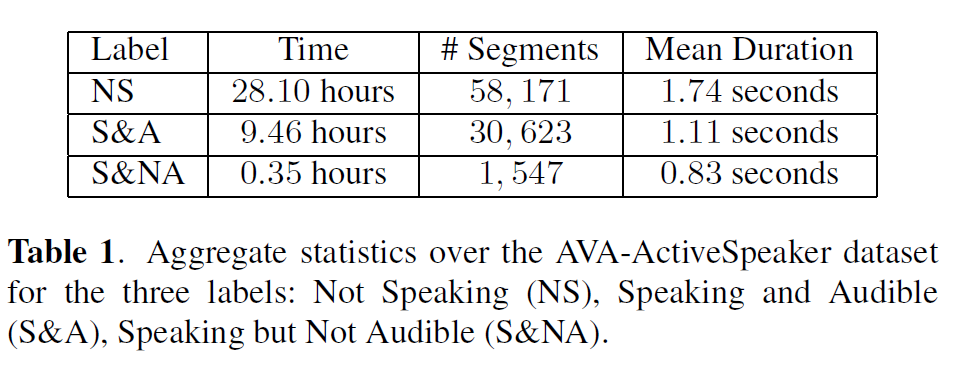 Label Time # Segments Mean Duration
NS 28.10 hours 58, 171 1.74 seconds
S&A 9.46 hours 30, 623 1.11 seconds
S&NA 0.35 hours 1, 547 0.83 seconds
Table 1. Aggregate statistics over the AVA-ActiveSpeaker dataset
for the three labels: Not Speaking (NS), Speaking and Audible
(S&A), Speaking but Not Audible (S&NA).